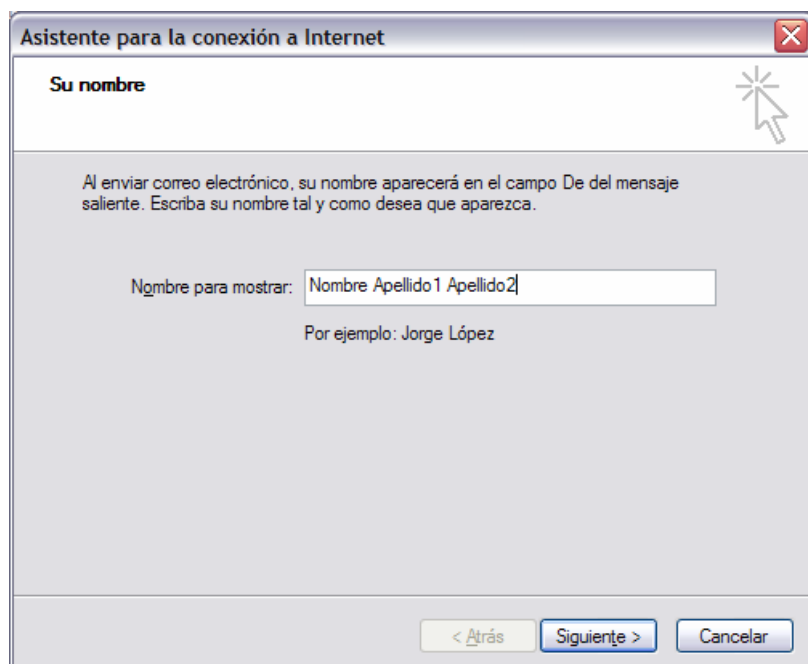 Asistente para la conexión a Internet
Su nombre
Al enviar correo electrónico, su nombre aparecerá en el campo De del mensaje
saliente. Escriba su nombre tal y como desea que aparezca.
Nombre para mostrar: Nombre Apellido1 Apellido2
Por ejemplo: Jorge López
< Atrás Siguiente > Cancelar